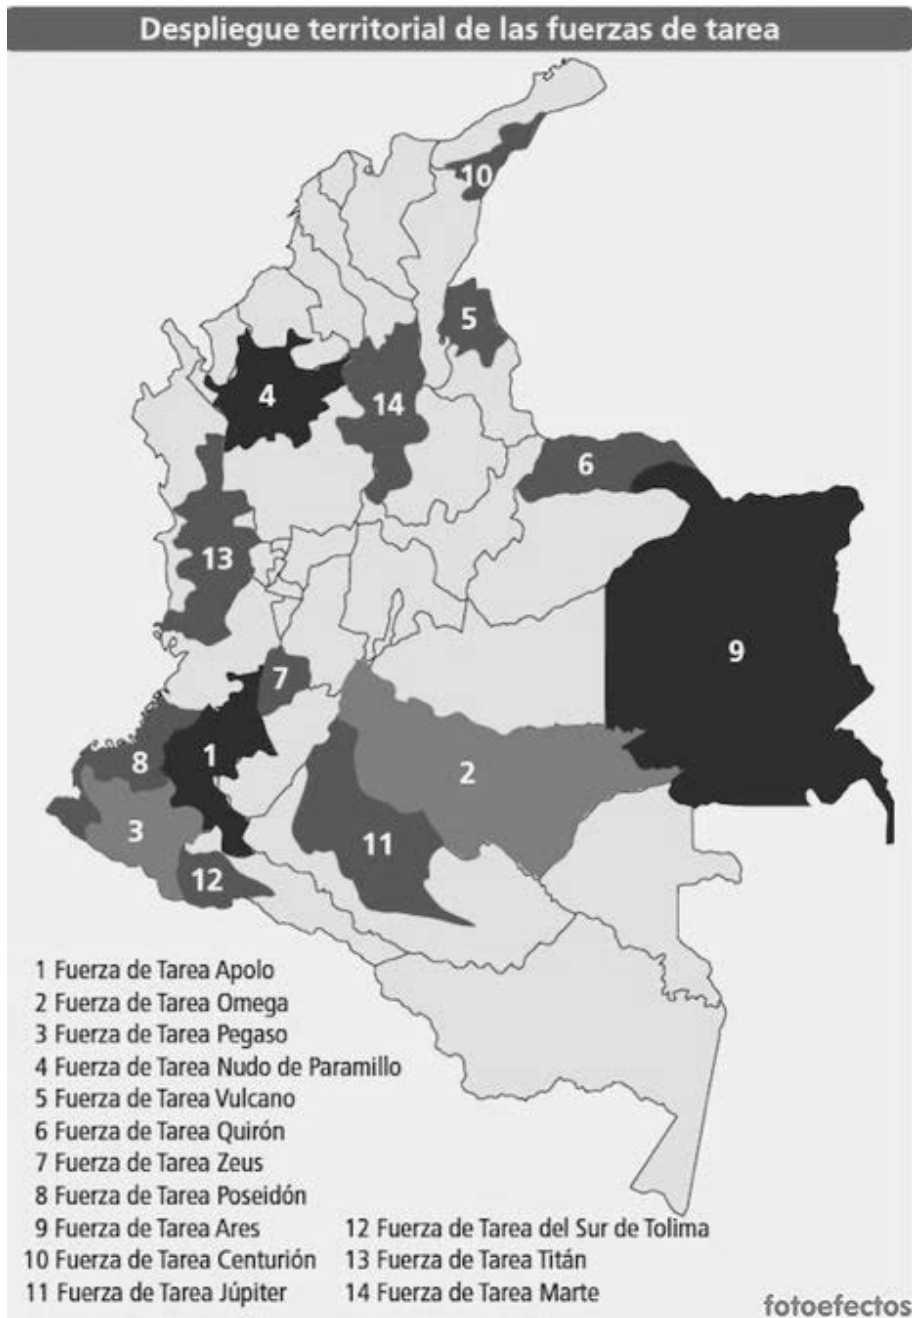 Despliegue territorial de las fuerzas de tarea
10
5
4
14
6
13
9
7
1
8
2
3
11
12
1 Fuerza de Tarea Apolo
2 Fuerza de Tarea Omega
3 Fuerza de Tarea Pegaso
4 Fuerza de Tarea Nudo de Paramillo
5 Fuerza de Tarea Vulcano
6 Fuerza de Tarea Quirón
7 Fuerza de Tarea Zeus
8 Fuerza de Tarea Poseidón
9 Fuerza de Tarea Ares
10 Fuerza de Tarea Centurión
11 Fuerza de Tarea Júpiter
12 Fuerza de Tarea del Sur de Tolima
13 Fuerza de Tarea Titán
14 Fuerza de Tarea Marte
fotoefectos